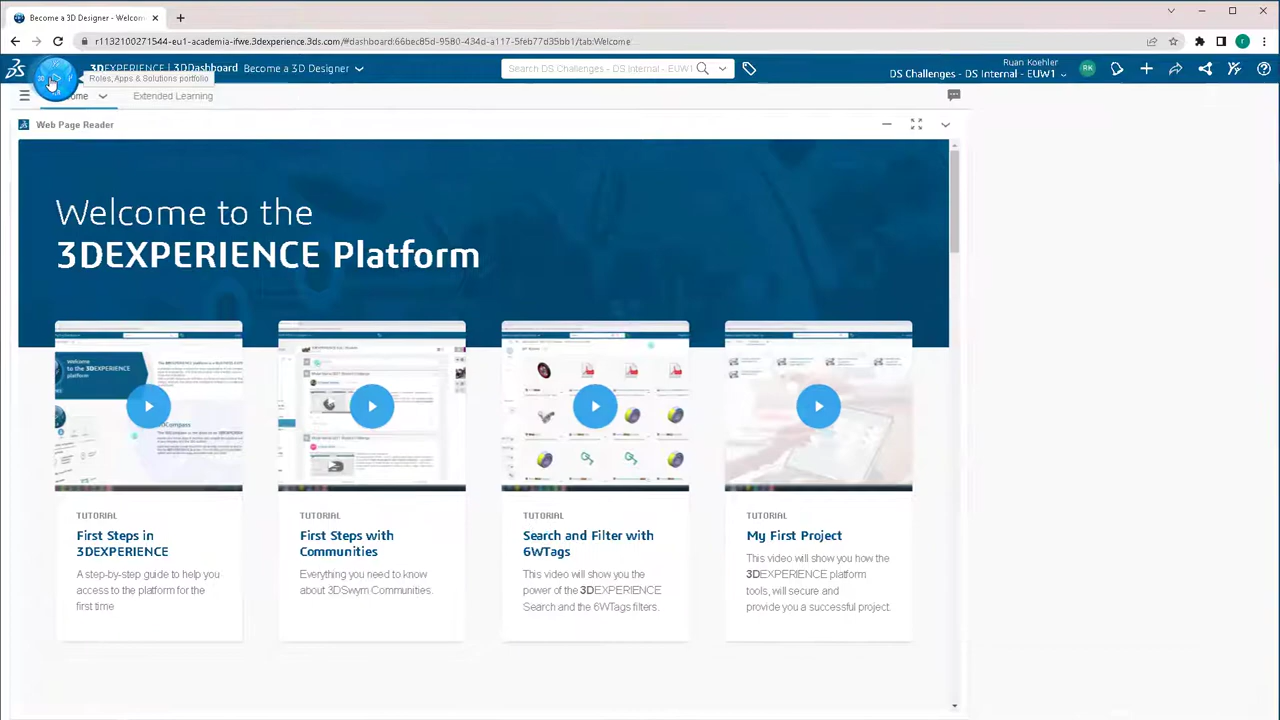 Become a 3D Designer - Welcom
r1132100271544-eu1-academia-ifwe.3dexperience.3ds.com/#dashboard:66bec85d-9580-434d-a117-5feb77d35bb1/tab:Welcome
3DEXPERIENCE | 3DDashboard Become a 3D Designer
Search DS Challenges - DS Internal - EUW1
Ruan Koehler
DS Challenges - DS Internal - EUW1
RK
Roles, Apps & Solutions portfolio
Extended Learning
Web Page Reader
Welcome to the
3DEXPERIENCE Platform
TUTORIAL
First Steps in
3DEXPERIENCE
A step-by-step guide to help you
access to the platform for the
first time
TUTORIAL
First Steps with
Communities
Everything you need to know
about 3DSwym Communities.
TUTORIAL
Search and Filter with
6WTags
This video will show you the
power of the 3DEXPERIENCE
Search and the 6WTags filters.
TUTORIAL
My First Project
This video will show you how the
3DEXPERIENCE platform
tools, will secure and
provide you a successful project.